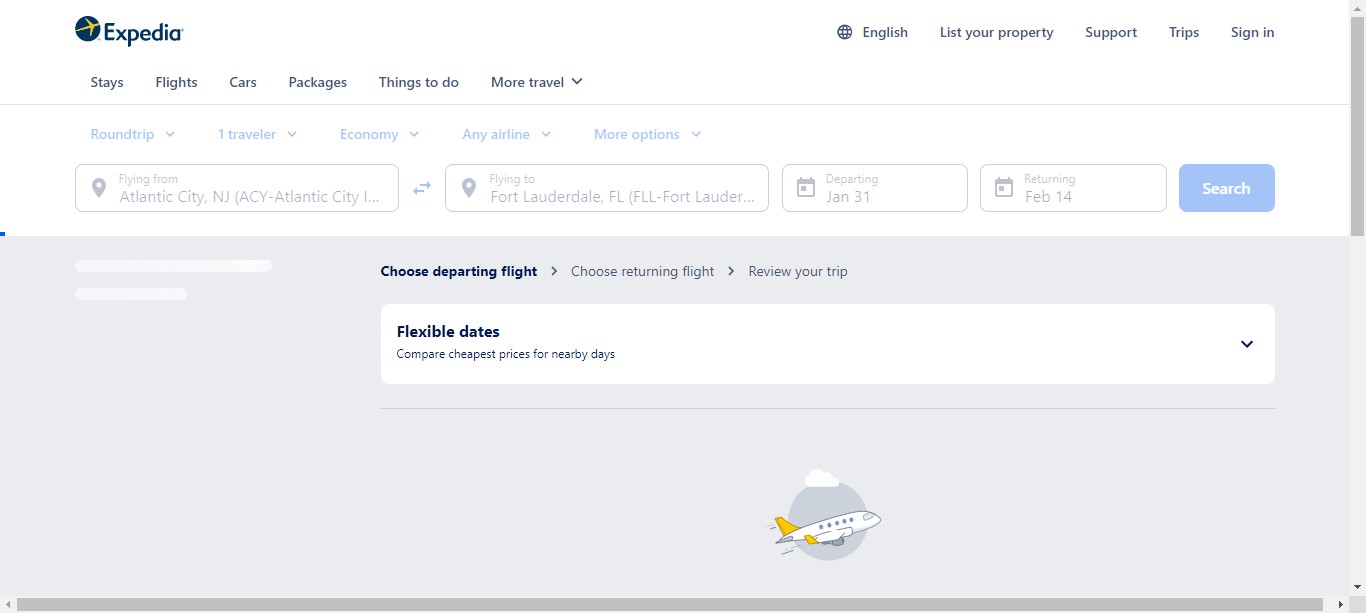 Expedia
English
List your property
Support
Trips
Sign in
Stays
Flights
Cars
Packages
Things to do
More travel
Roundtrip
1 traveler
Economy
Any airline
More options
Flying from
Atlantic City, NJ (ACY-Atlantic City I...
Flying to
Fort Lauderdale, FL (FLL-Fort Lauder...
Departing
Jan 31
Returning
Feb 14
Search
Choose departing flight
Choose returning flight
Review your trip
Flexible dates
Compare cheapest prices for nearby days